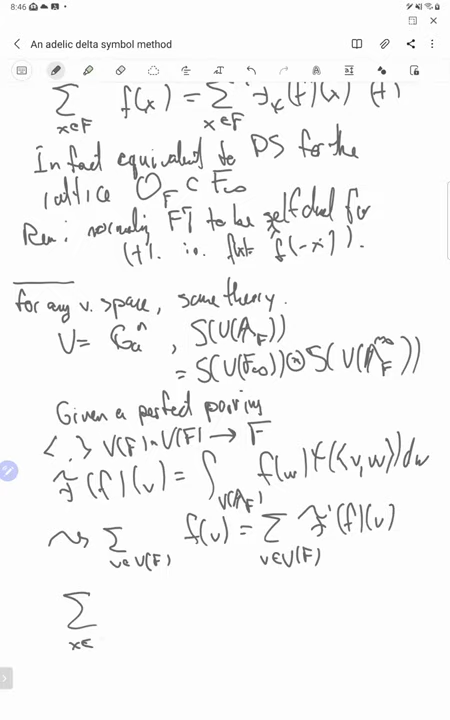 8:46
An adelic delta symbol method
∑_{x∈F} f(x) = ∑_{x∈F} (f)(x) (+)
In fact equivalent to PS for the
lattice O_F ⊂ F_∞
Rem: normalize FT to be self dual for
(+). i.e. f(x)= f̂(-x)).
for any v. space, same theory.
V = G_a^n , S(V(A_F))
= S(V(F_∞)) ⊗ S(V(A_F^∞))
Given a perfect pairing
< , > V(F) × V(F) → F
ℱ(f)(v) = ∫_{V(A_F)} f(w) ψ(<v,w>) dw
⇝ ∑_{v∈V(F)} f(v) = ∑_{v∈V(F)} ℱ(f)(v)
∑_{x∈